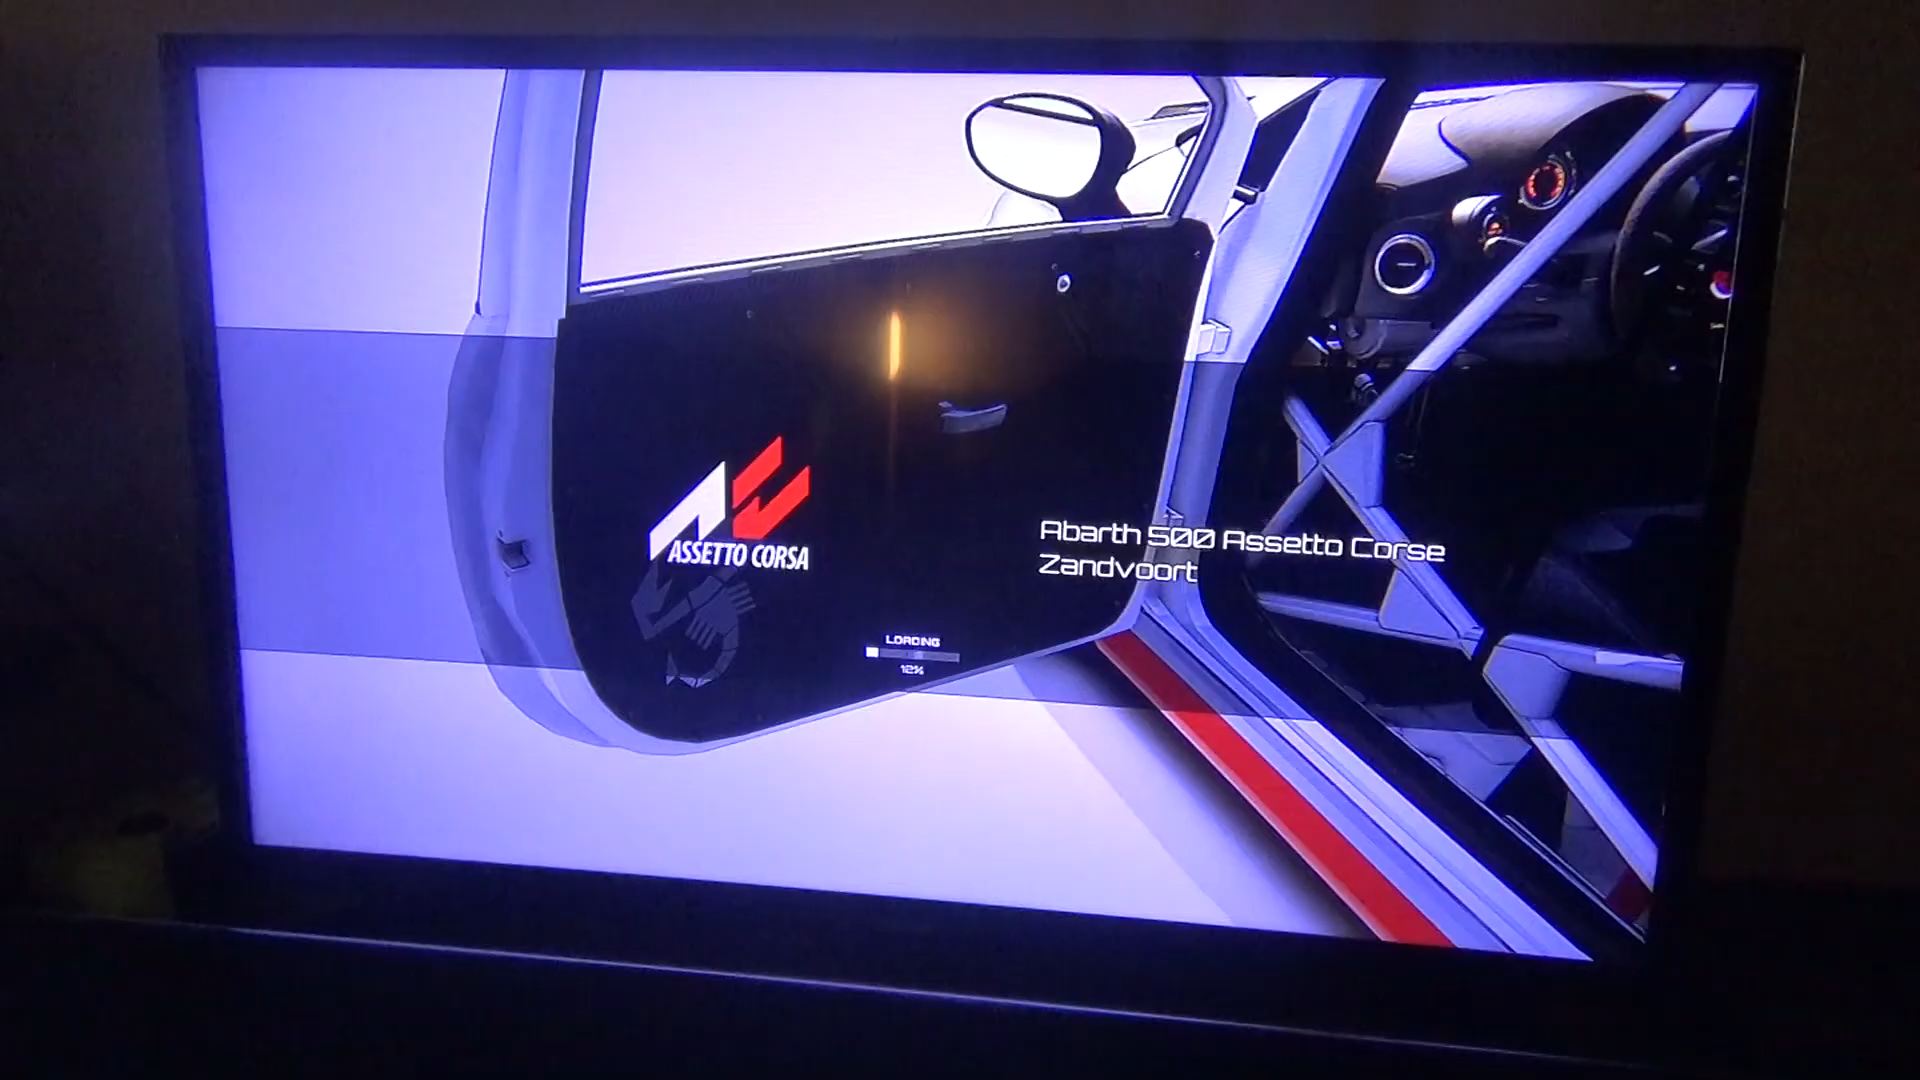 ASSETTO CORSA
Abarth 500 Assetto Corse
Zandvoort
LOADING
12%